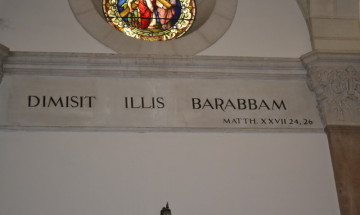 DIMISIT ILLIS BARABBAM
MATTH. XXVII 24, 26